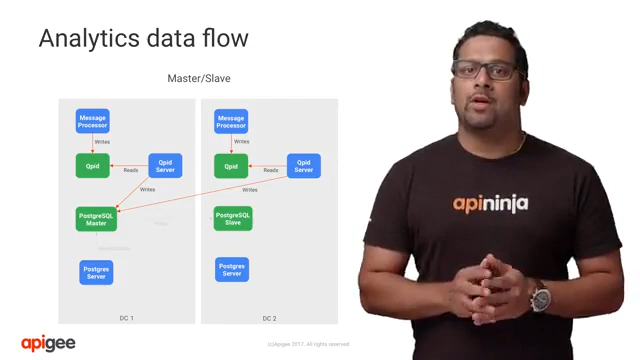 Analytics data flow
Master/Slave
Message
Processor
Writes
Qpid
Reads
Qpid
Server
Writes
PostgreSQL
Master
Postgres
Server
DC 1
Message
Processor
Writes
Qpid
Reads
Qpid
Server
Writes
PostgreSQL
Slave
Postgres
Server
DC 2
apininja
apigee
(c)Apigee 2017. All rights reserved